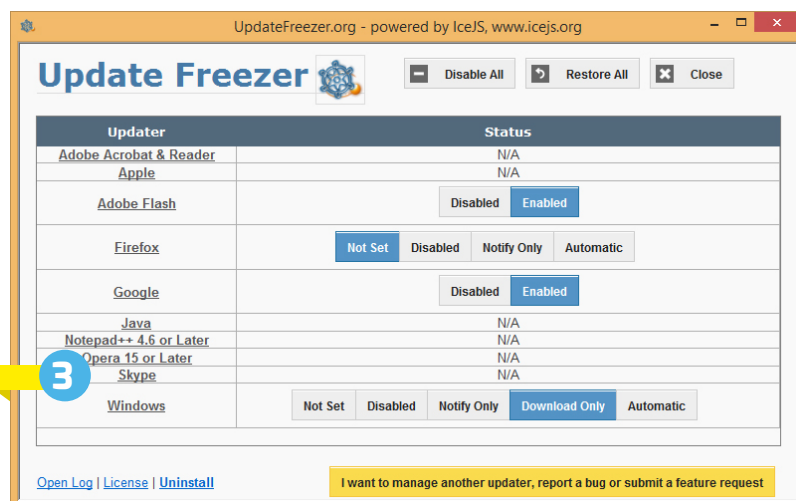 UpdateFreezer.org - powered by IceJS, www.icejs.org
Update Freezer
Disable All Restore All Close
Updater Status
Adobe Acrobat & Reader N/A
Apple N/A
Adobe Flash Disabled Enabled
Firefox Not Set Disabled Notify Only Automatic
Google Disabled Enabled
Java N/A
Notepad++ 4.6 or Later N/A
Opera 15 or Later N/A
3 Skype N/A
Windows Not Set Disabled Notify Only Download Only Automatic
Open Log | License | Uninstall I want to manage another updater, report a bug or submit a feature request